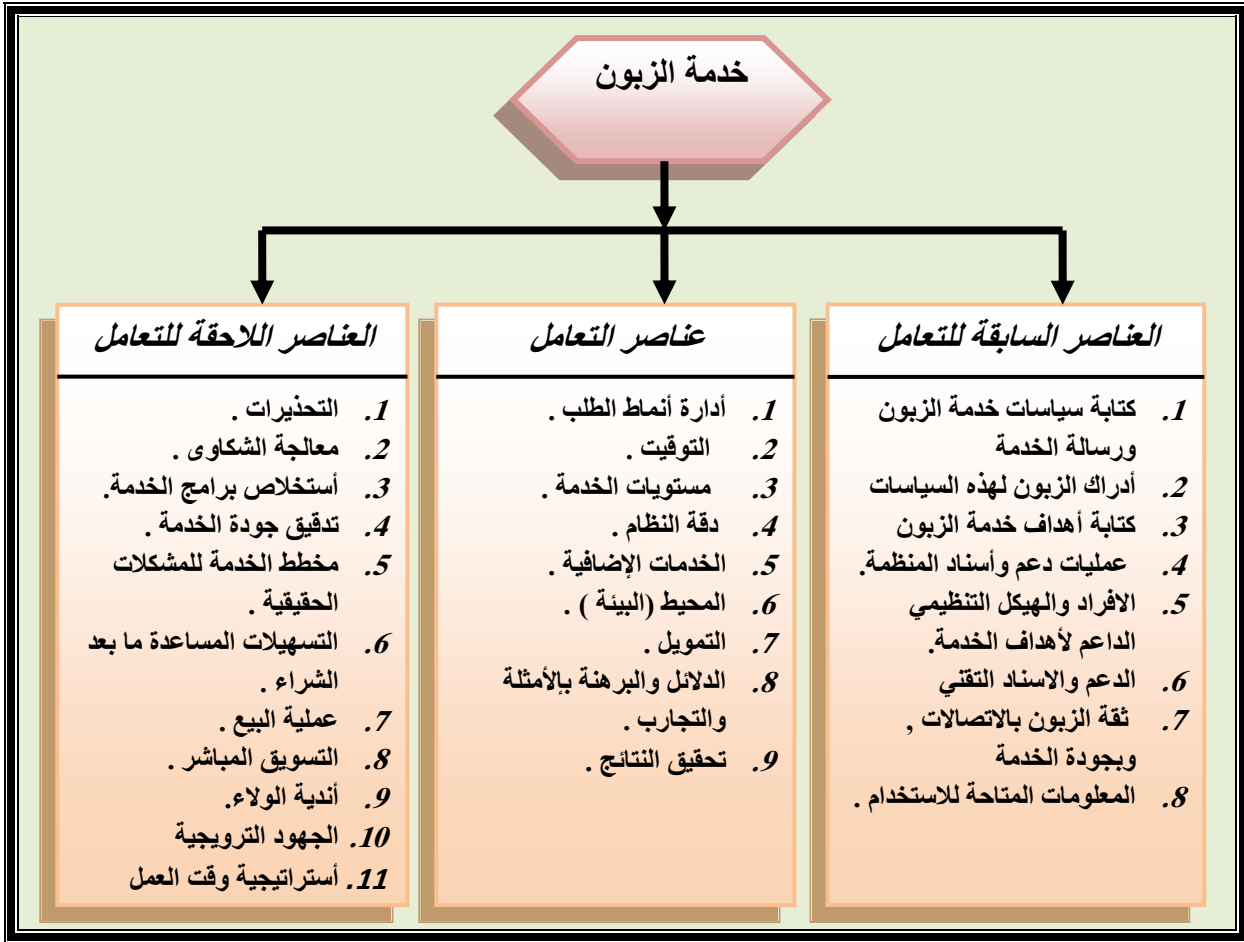 خدمة الزبون
العناصر السابقة للتعامل
1. كتابة سياسات خدمة الزبون
ورسالة الخدمة
2. أدراك الزبون لهذه السياسات
3. كتابة أهداف خدمة الزبون
4. عمليات دعم وأسناد المنظمة.
5. الافراد والهيكل التنظيمي
الداعم لأهداف الخدمة.
6. الدعم والاسناد التقني
7. ثقة الزبون بالاتصالات ,
وبجودة الخدمة
8. المعلومات المتاحة للاستخدام .
عناصر التعامل
1. أدارة أنماط الطلب .
2. التوقيت .
3. مستويات الخدمة .
4. دقة النظام .
5. الخدمات الإضافية .
6. المحيط (البيئة ) .
7. التمويل .
8. الدلائل والبرهنة بالأمثلة
والتجارب .
9. تحقيق النتائج .
العناصر اللاحقة للتعامل
1. التحذيرات .
2. معالجة الشكاوى .
3. أستخلاص برامج الخدمة.
4. تدقيق جودة الخدمة .
5. مخطط الخدمة للمشكلات
الحقيقية .
6. التسهيلات المساعدة ما بعد
الشراء .
7. عملية البيع .
8. التسويق المباشر .
9. أندية الولاء.
10. الجهود الترويجية
11. أستراتيجية وقت العمل